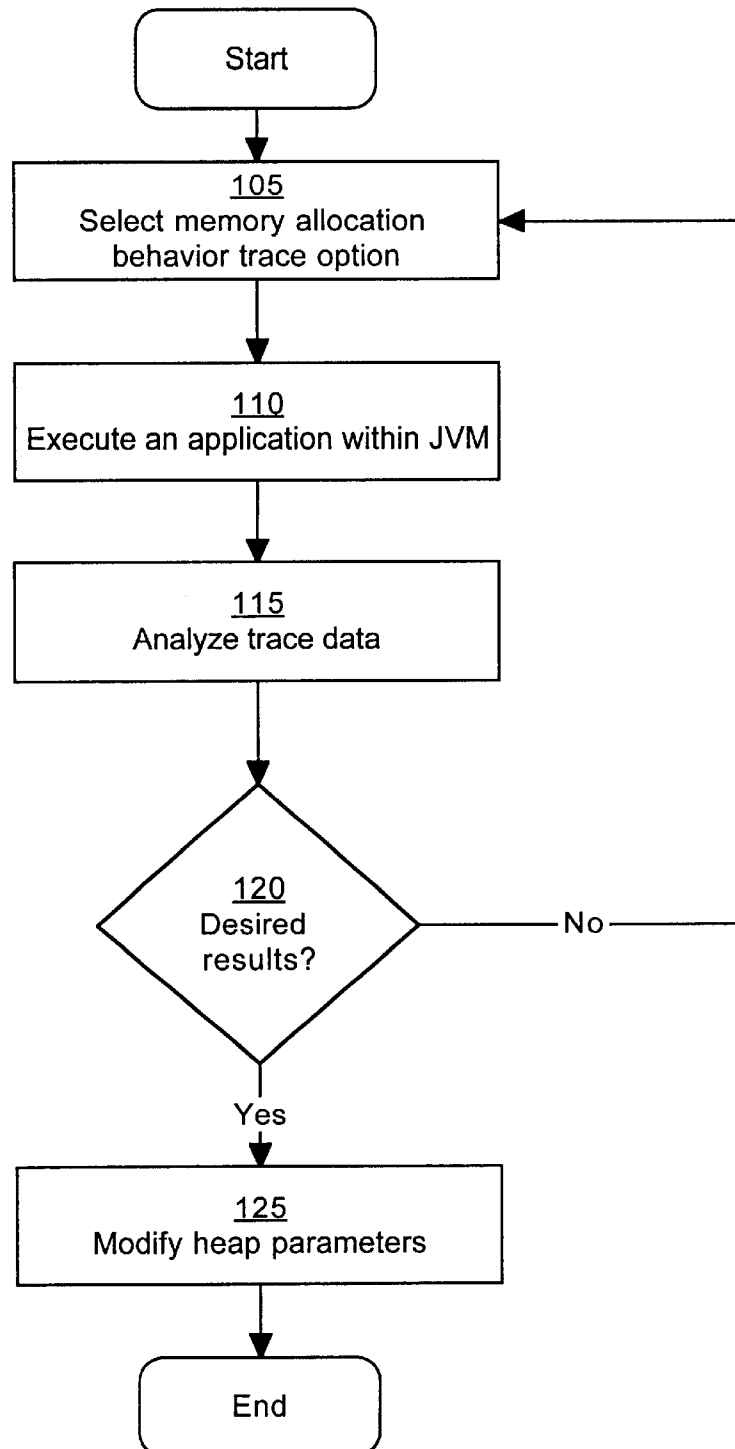 Start
105
Select memory allocation
behavior trace option
110
Execute an application within JVM
115
Analyze trace data
120
Desired
results?
No
Yes
125
Modify heap parameters
End